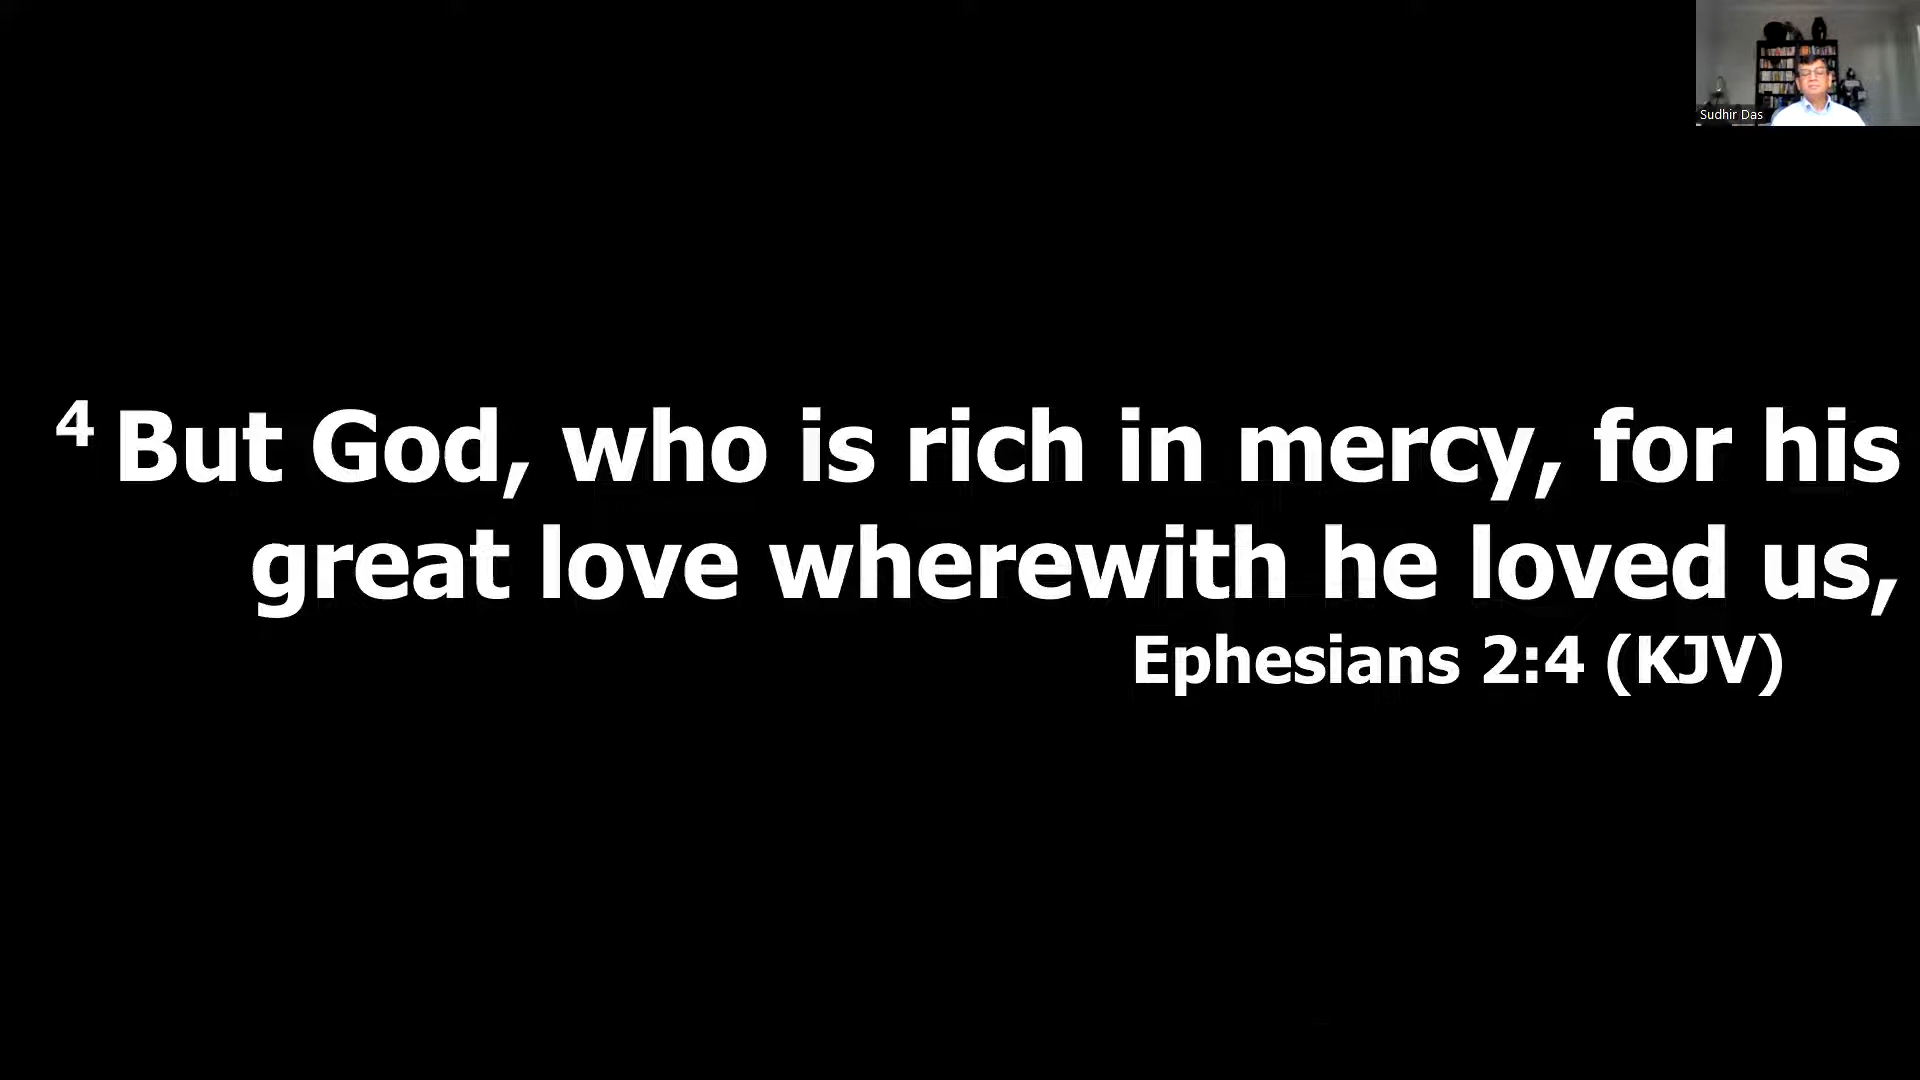 Sudhir Das
4 But God, who is rich in mercy, for his
great love wherewith he loved us,
Ephesians 2:4 (KJV)